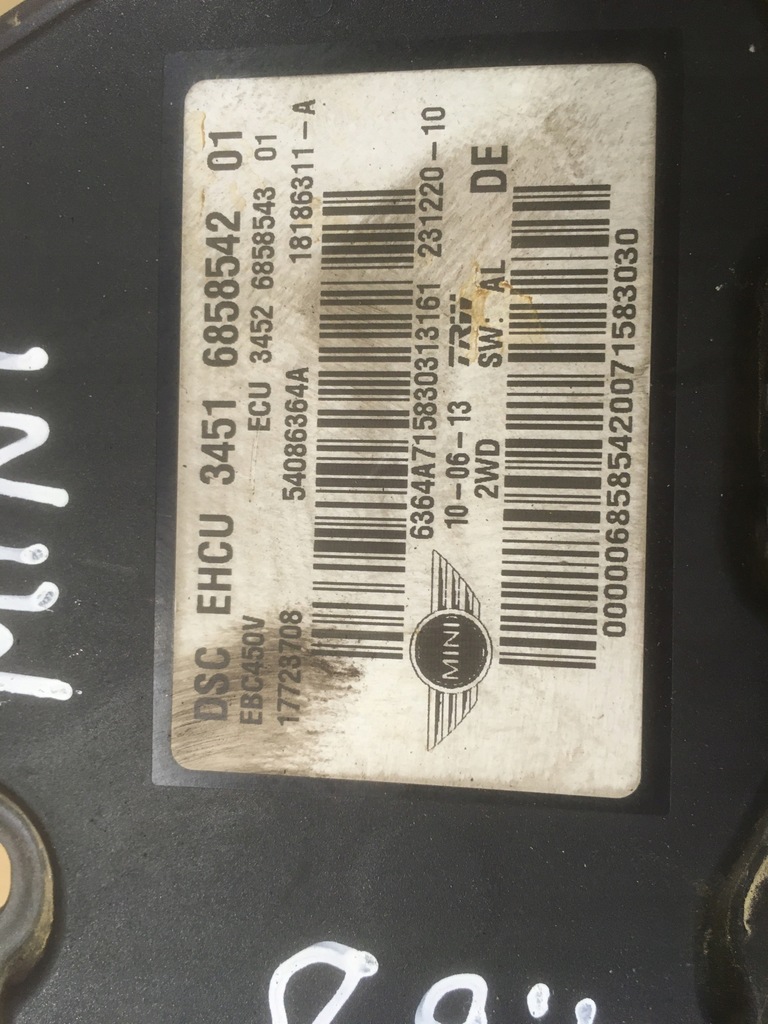 DSC EHCU 3451 6858542 01
EBC450V ECU 3452 6858543 01
17723708 54086364A 18186311-A
6364A715830313161 231220-10
10-06-13 TRW
2WD SW: AL DE
MINI
0000068585420071583030
MINI